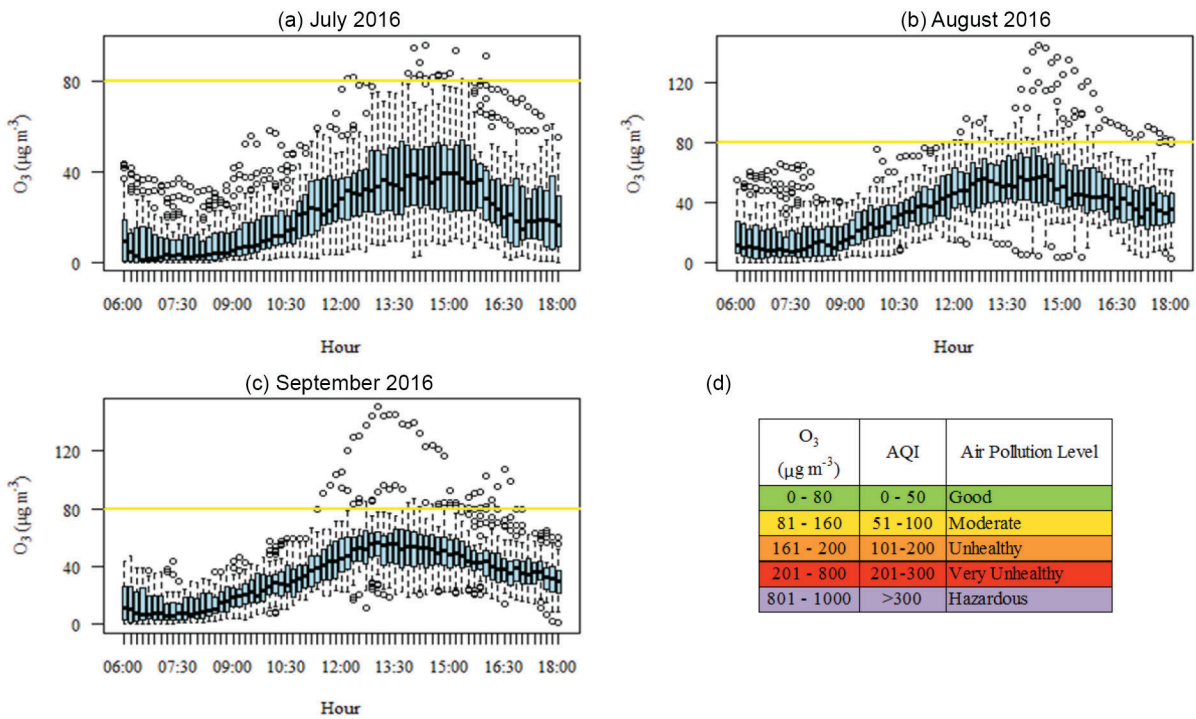 (a) July 2016
O₃ (μg m⁻³)
80
40
0
06:00 07:30 09:00 10:30 12:00 13:30 15:00 16:30 18:00
Hour
(b) August 2016
O₃ (μg m⁻³)
120
80
40
0
06:00 07:30 09:00 10:30 12:00 13:30 15:00 16:30 18:00
Hour
(c) September 2016
O₃ (μg m⁻³)
120
80
40
0
06:00 07:30 09:00 10:30 12:00 13:30 15:00 16:30 18:00
Hour
(d)
O₃
(μg m⁻³) AQI Air Pollution Level
0 - 80 0 - 50 Good
81 - 160 51 -100 Moderate
161 - 200 101-200 Unhealthy
201 - 800 201-300 Very Unhealthy
801 - 1000 >300 Hazardous